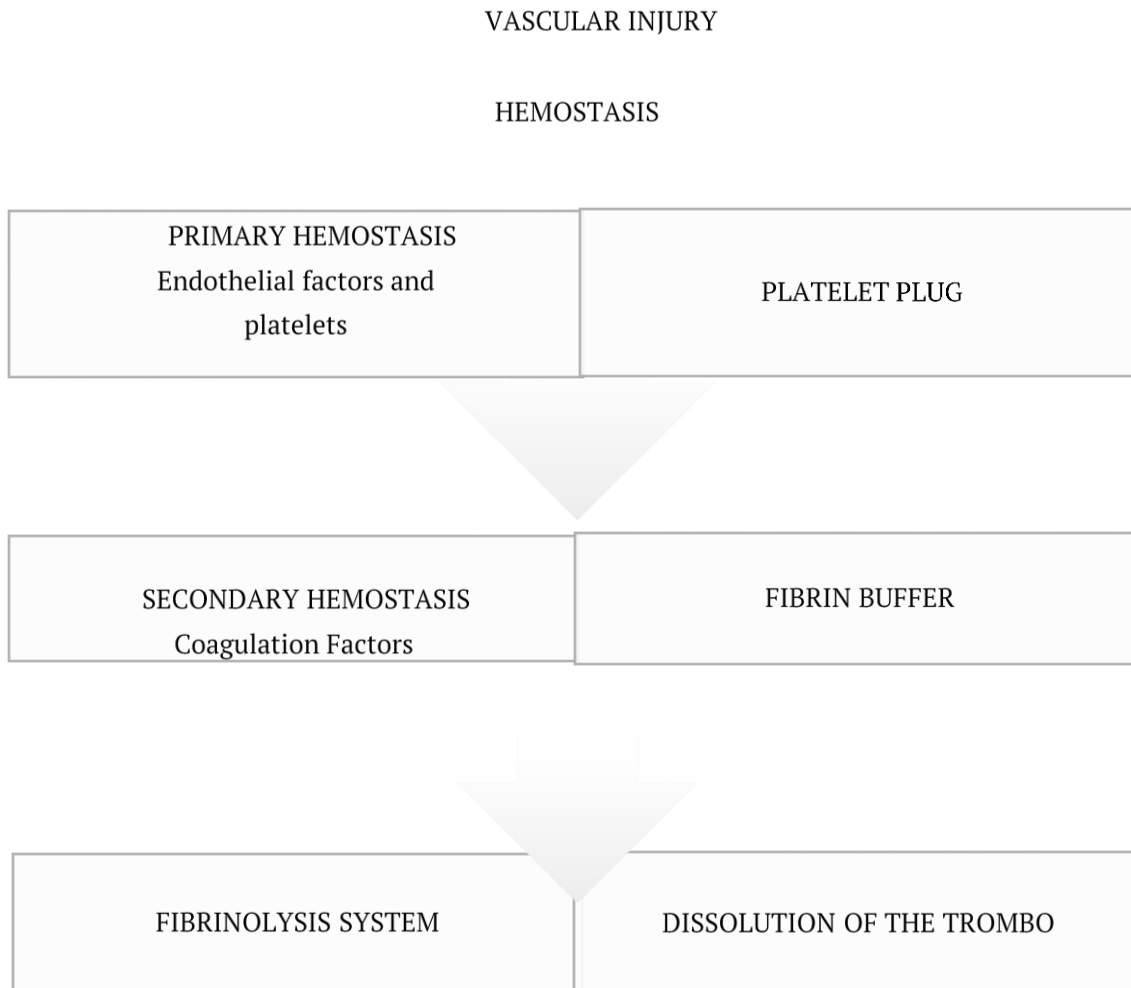 VASCULAR INJURY
HEMOSTASIS
PRIMARY HEMOSTASIS
Endothelial factors and
platelets
PLATELET PLUG
SECONDARY HEMOSTASIS
Coagulation Factors
FIBRIN BUFFER
FIBRINOLYSIS SYSTEM
DISSOLUTION OF THE TROMBO